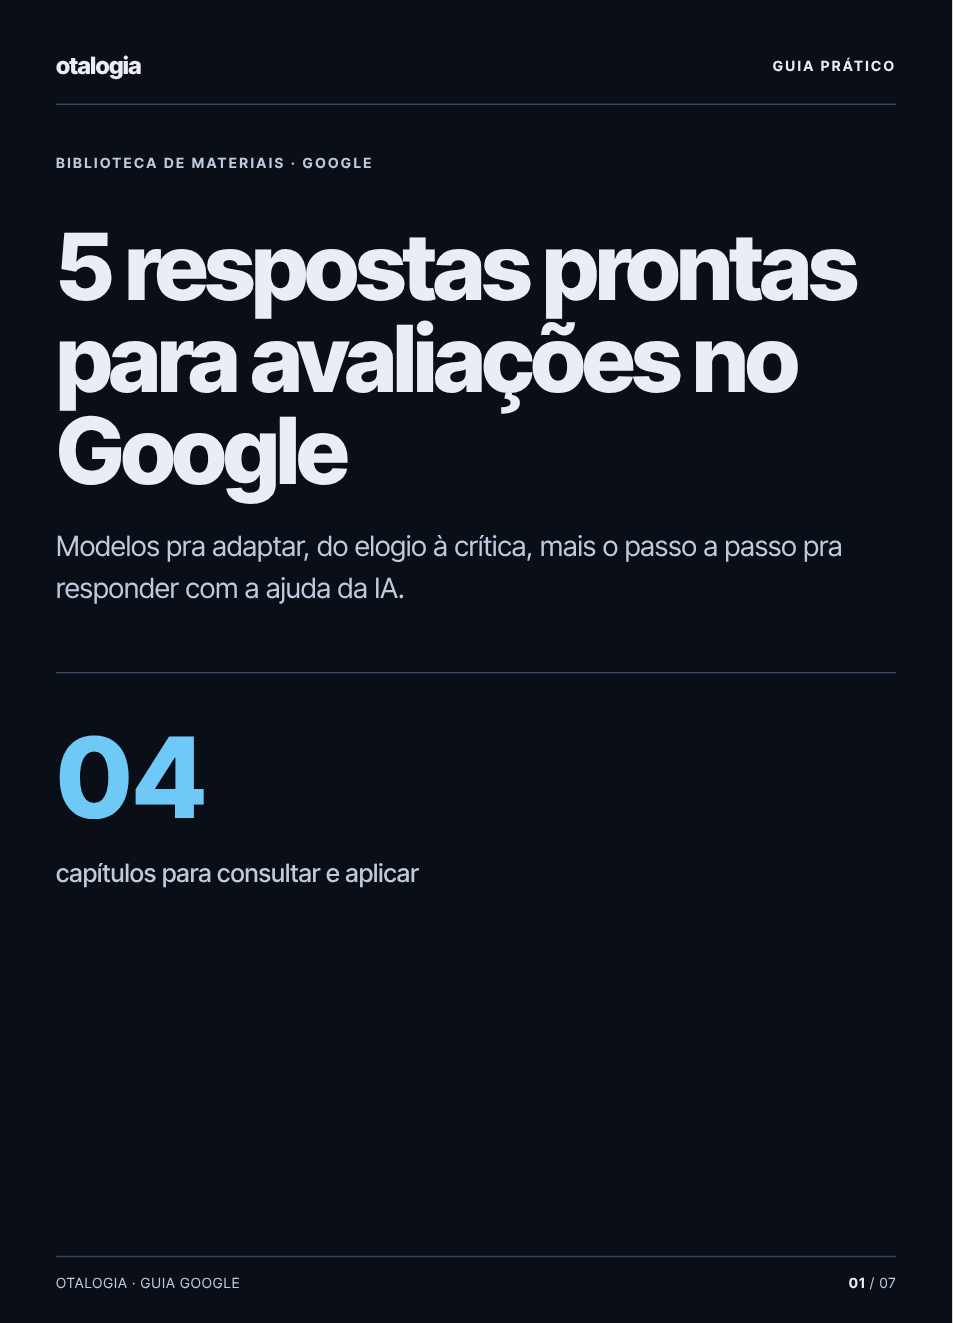 otalogia
GUIA PRÁTICO
BIBLIOTECA DE MATERIAIS · GOOGLE
5 respostas prontas
para avaliações no
Google
Modelos pra adaptar, do elogio à crítica, mais o passo a passo pra
responder com a ajuda da IA.
04
capítulos para consultar e aplicar
OTALOGIA · GUIA GOOGLE
01 / 07